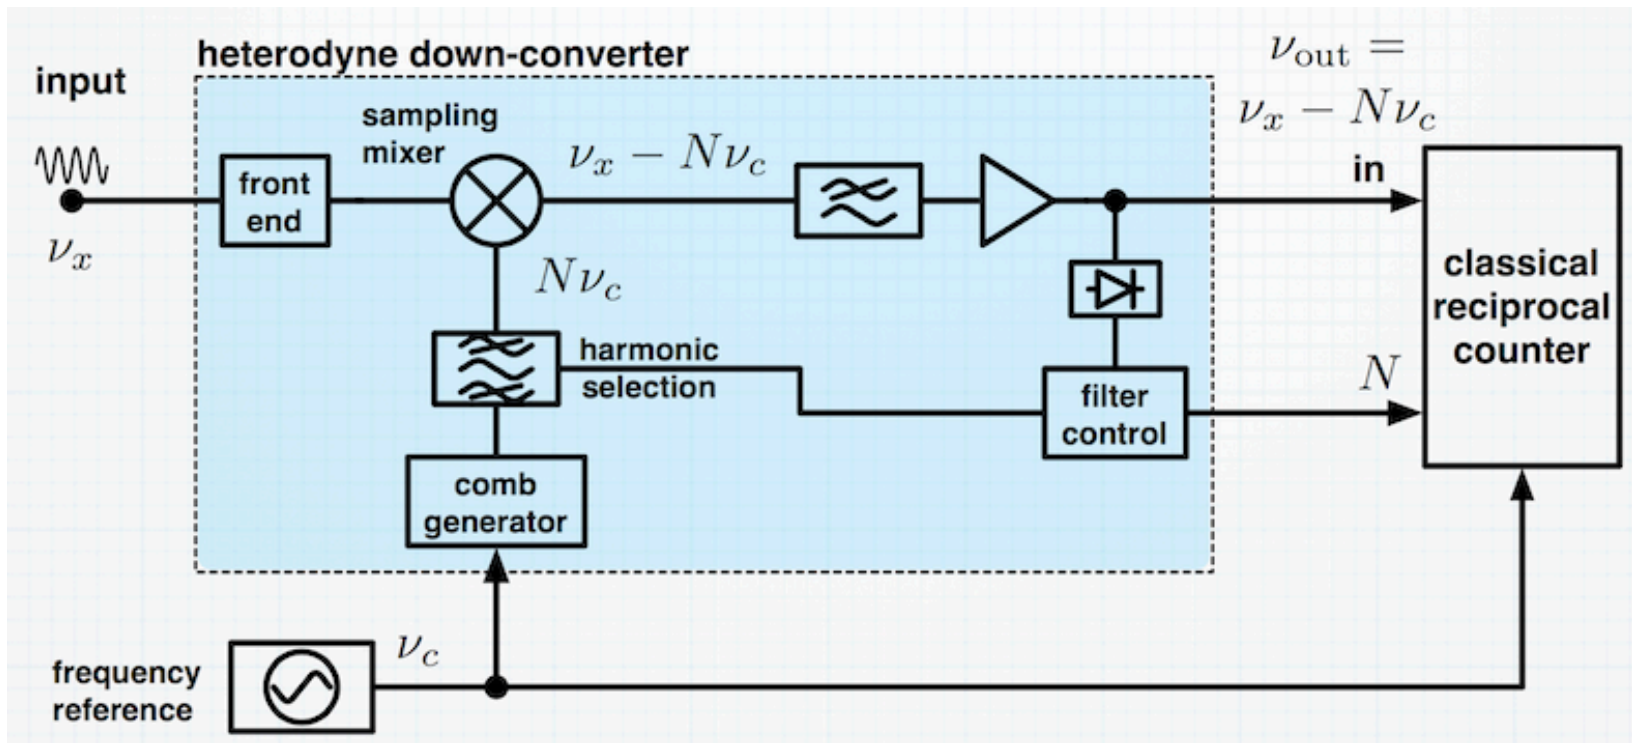 heterodyne down-converter
input
ν_x
front
end
sampling
mixer
ν_x − Nν_c
Nν_c
harmonic
selection
comb
generator
filter
control
ν_out =
ν_x − Nν_c
in
N
classical
reciprocal
counter
frequency
reference
ν_c